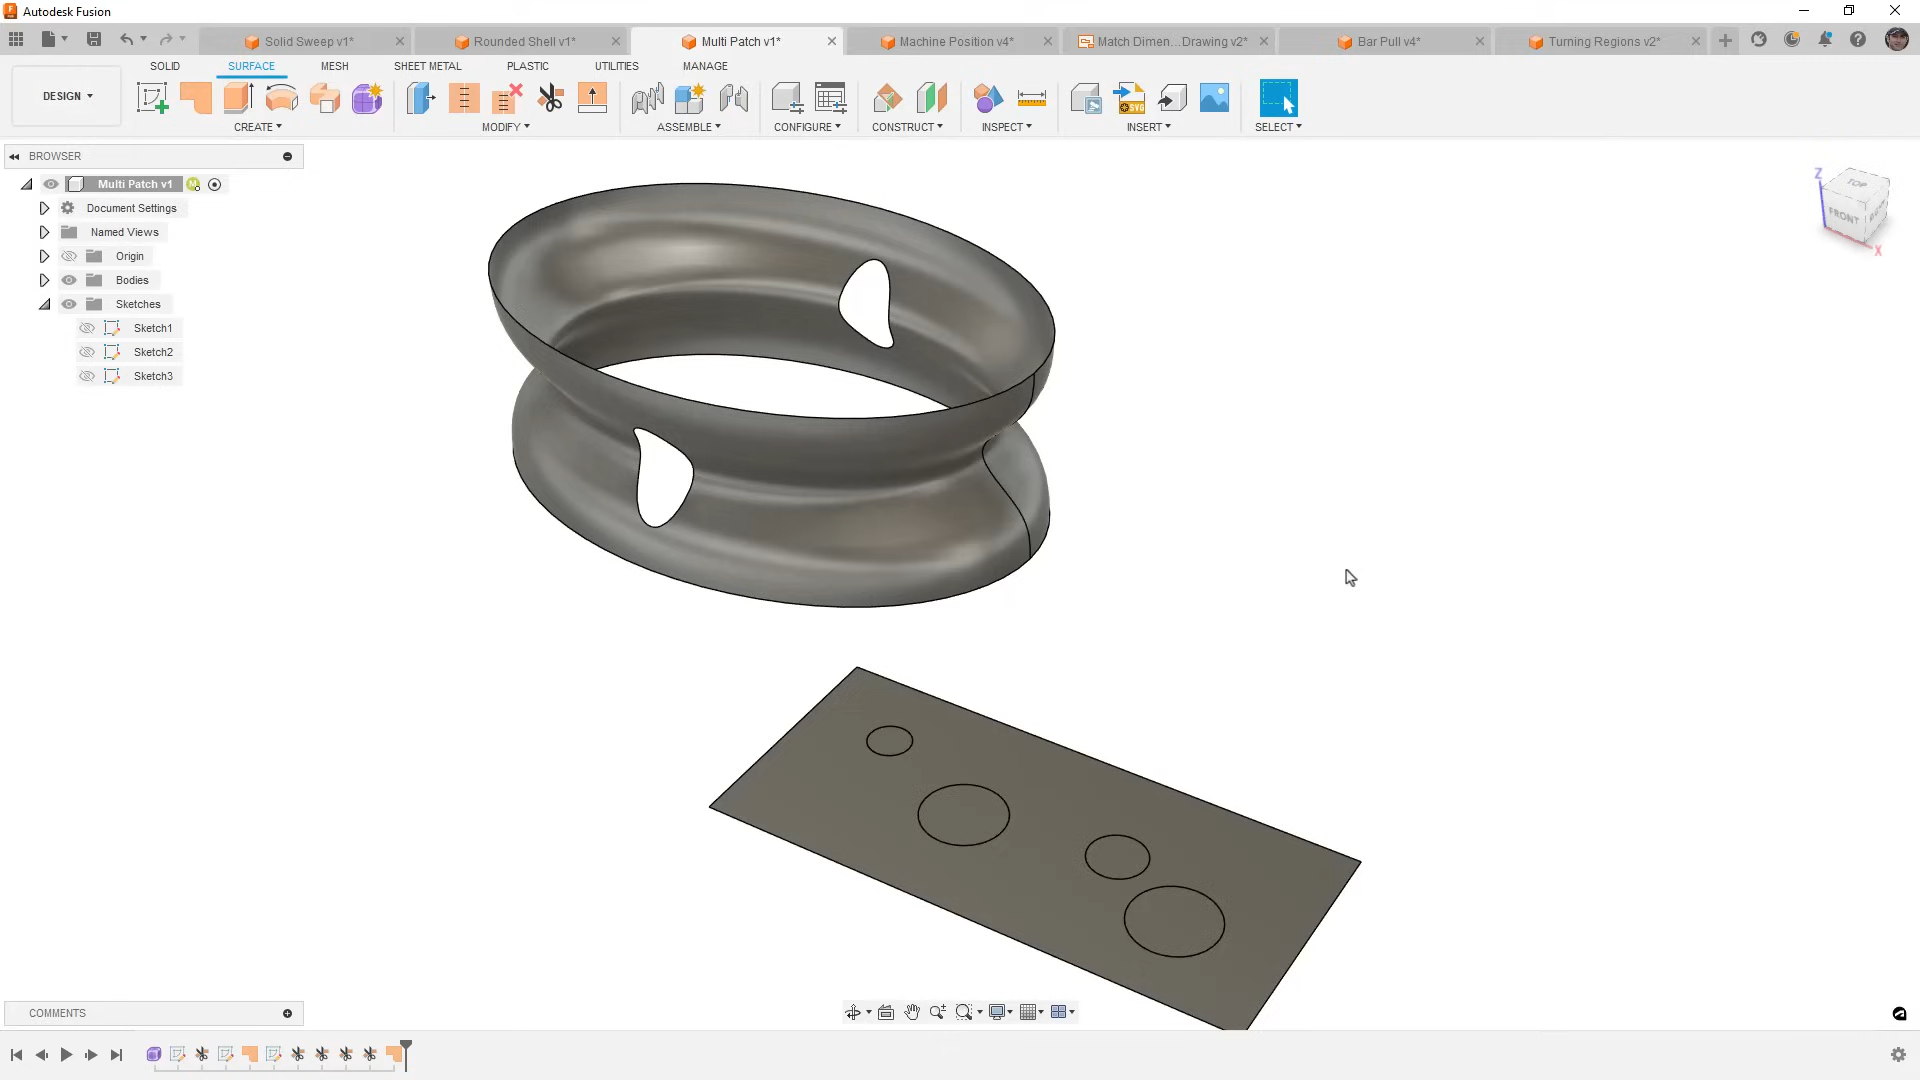 Autodesk Fusion
Solid Sweep v1*
Rounded Shell v1*
Multi Patch v1*
Machine Position v4*
Match Dimen...Drawing v2*
Bar Pull v4*
Turning Regions v2*
SOLID
SURFACE
MESH
SHEET METAL
PLASTIC
UTILITIES
MANAGE
DESIGN
CREATE
MODIFY
ASSEMBLE
CONFIGURE
CONSTRUCT
INSPECT
INSERT
SELECT
BROWSER
Multi Patch v1
Document Settings
Named Views
Origin
Bodies
Sketches
Sketch1
Sketch2
Sketch3
Z
TOP
FRONT
X
COMMENTS